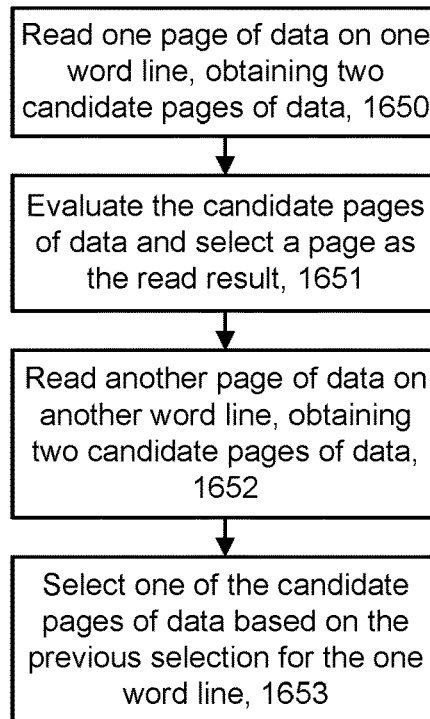 Read one page of data on one
word line, obtaining two
candidate pages of data, 1650
Evaluate the candidate pages
of data and select a page as
the read result, 1651
Read another page of data on
another word line, obtaining
two candidate pages of data,
1652
Select one of the candidate
pages of data based on the
previous selection for the one
word line, 1653